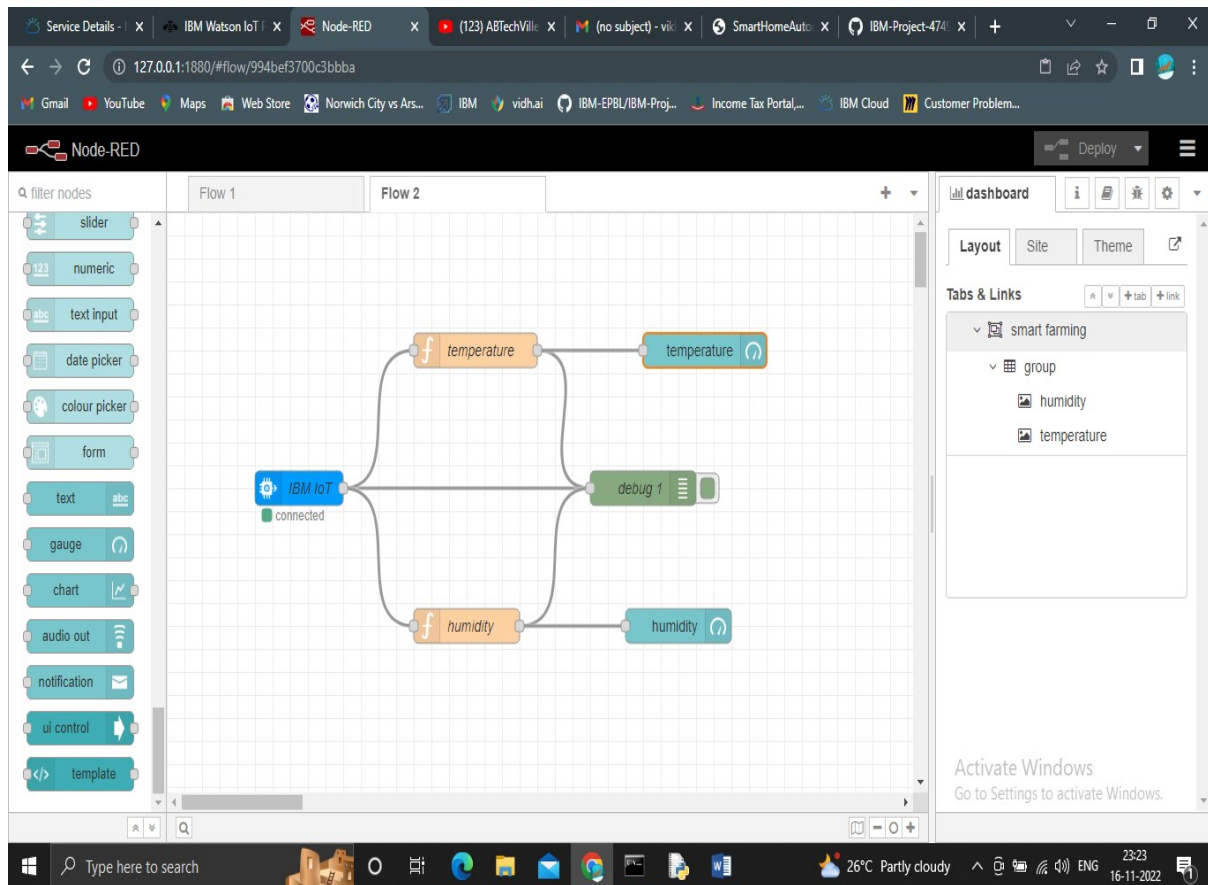 Service Details - I
IBM Watson IoT P
Node-RED
(123) ABTechVille
(no subject) - vik
SmartHomeAuto
IBM-Project-4749
127.0.0.1:1880/#flow/994bef3700c3bbba
Gmail YouTube Maps Web Store Norwich City vs Ars... IBM vidh.ai IBM-EPBL/IBM-Proj... Income Tax Portal,... IBM Cloud Customer Problem...
Node-RED Deploy
filter nodes
Flow 1 Flow 2
dashboard
slider
numeric
text input
date picker
colour picker
form
text
gauge
chart
audio out
notification
ui control
template
123
abc
abc
temperature temperature
IBM IoT debug 1
connected
humidity humidity
Layout Site Theme
Tabs & Links +tab +link
smart farming
group
humidity
temperature
Activate Windows
Go to Settings to activate Windows.
Type here to search
26°C Partly cloudy ENG 23:23
16-11-2022